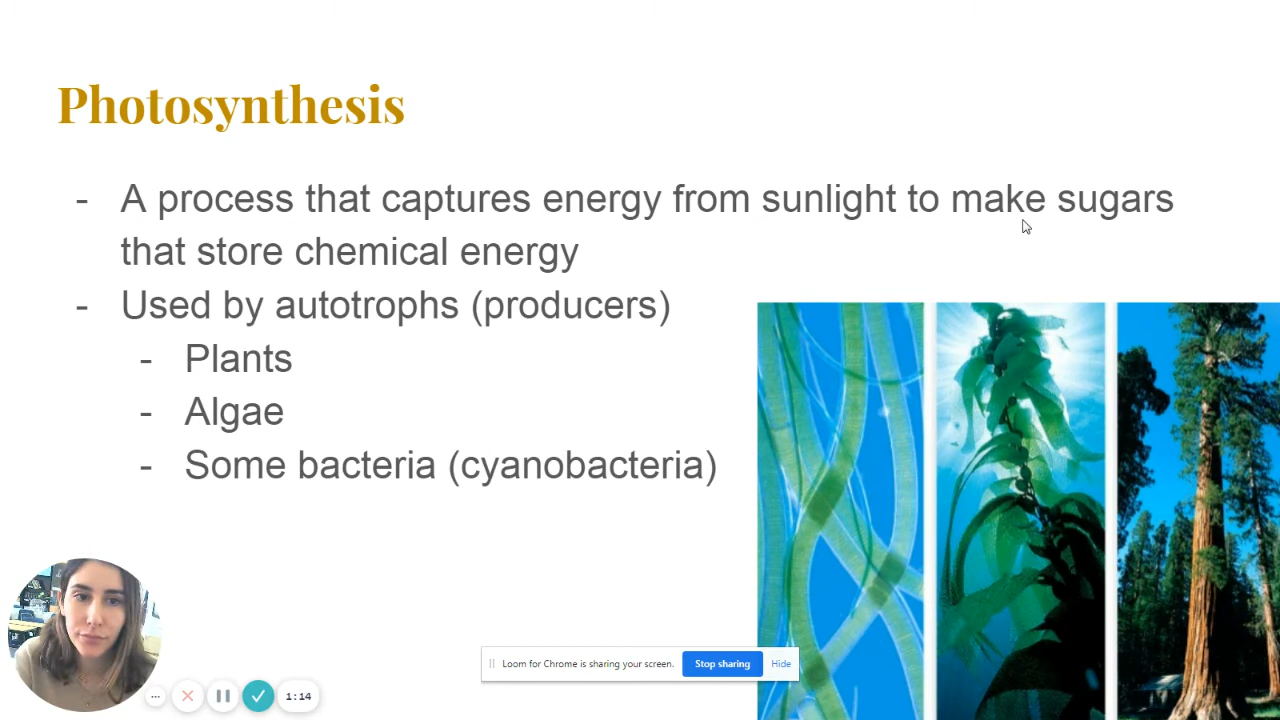 Photosynthesis
- A process that captures energy from sunlight to make sugars
that store chemical energy
- Used by autotrophs (producers)
- Plants
- Algae
- Some bacteria (cyanobacteria)
Loom for Chrome is sharing your screen. Stop sharing Hide
1:14